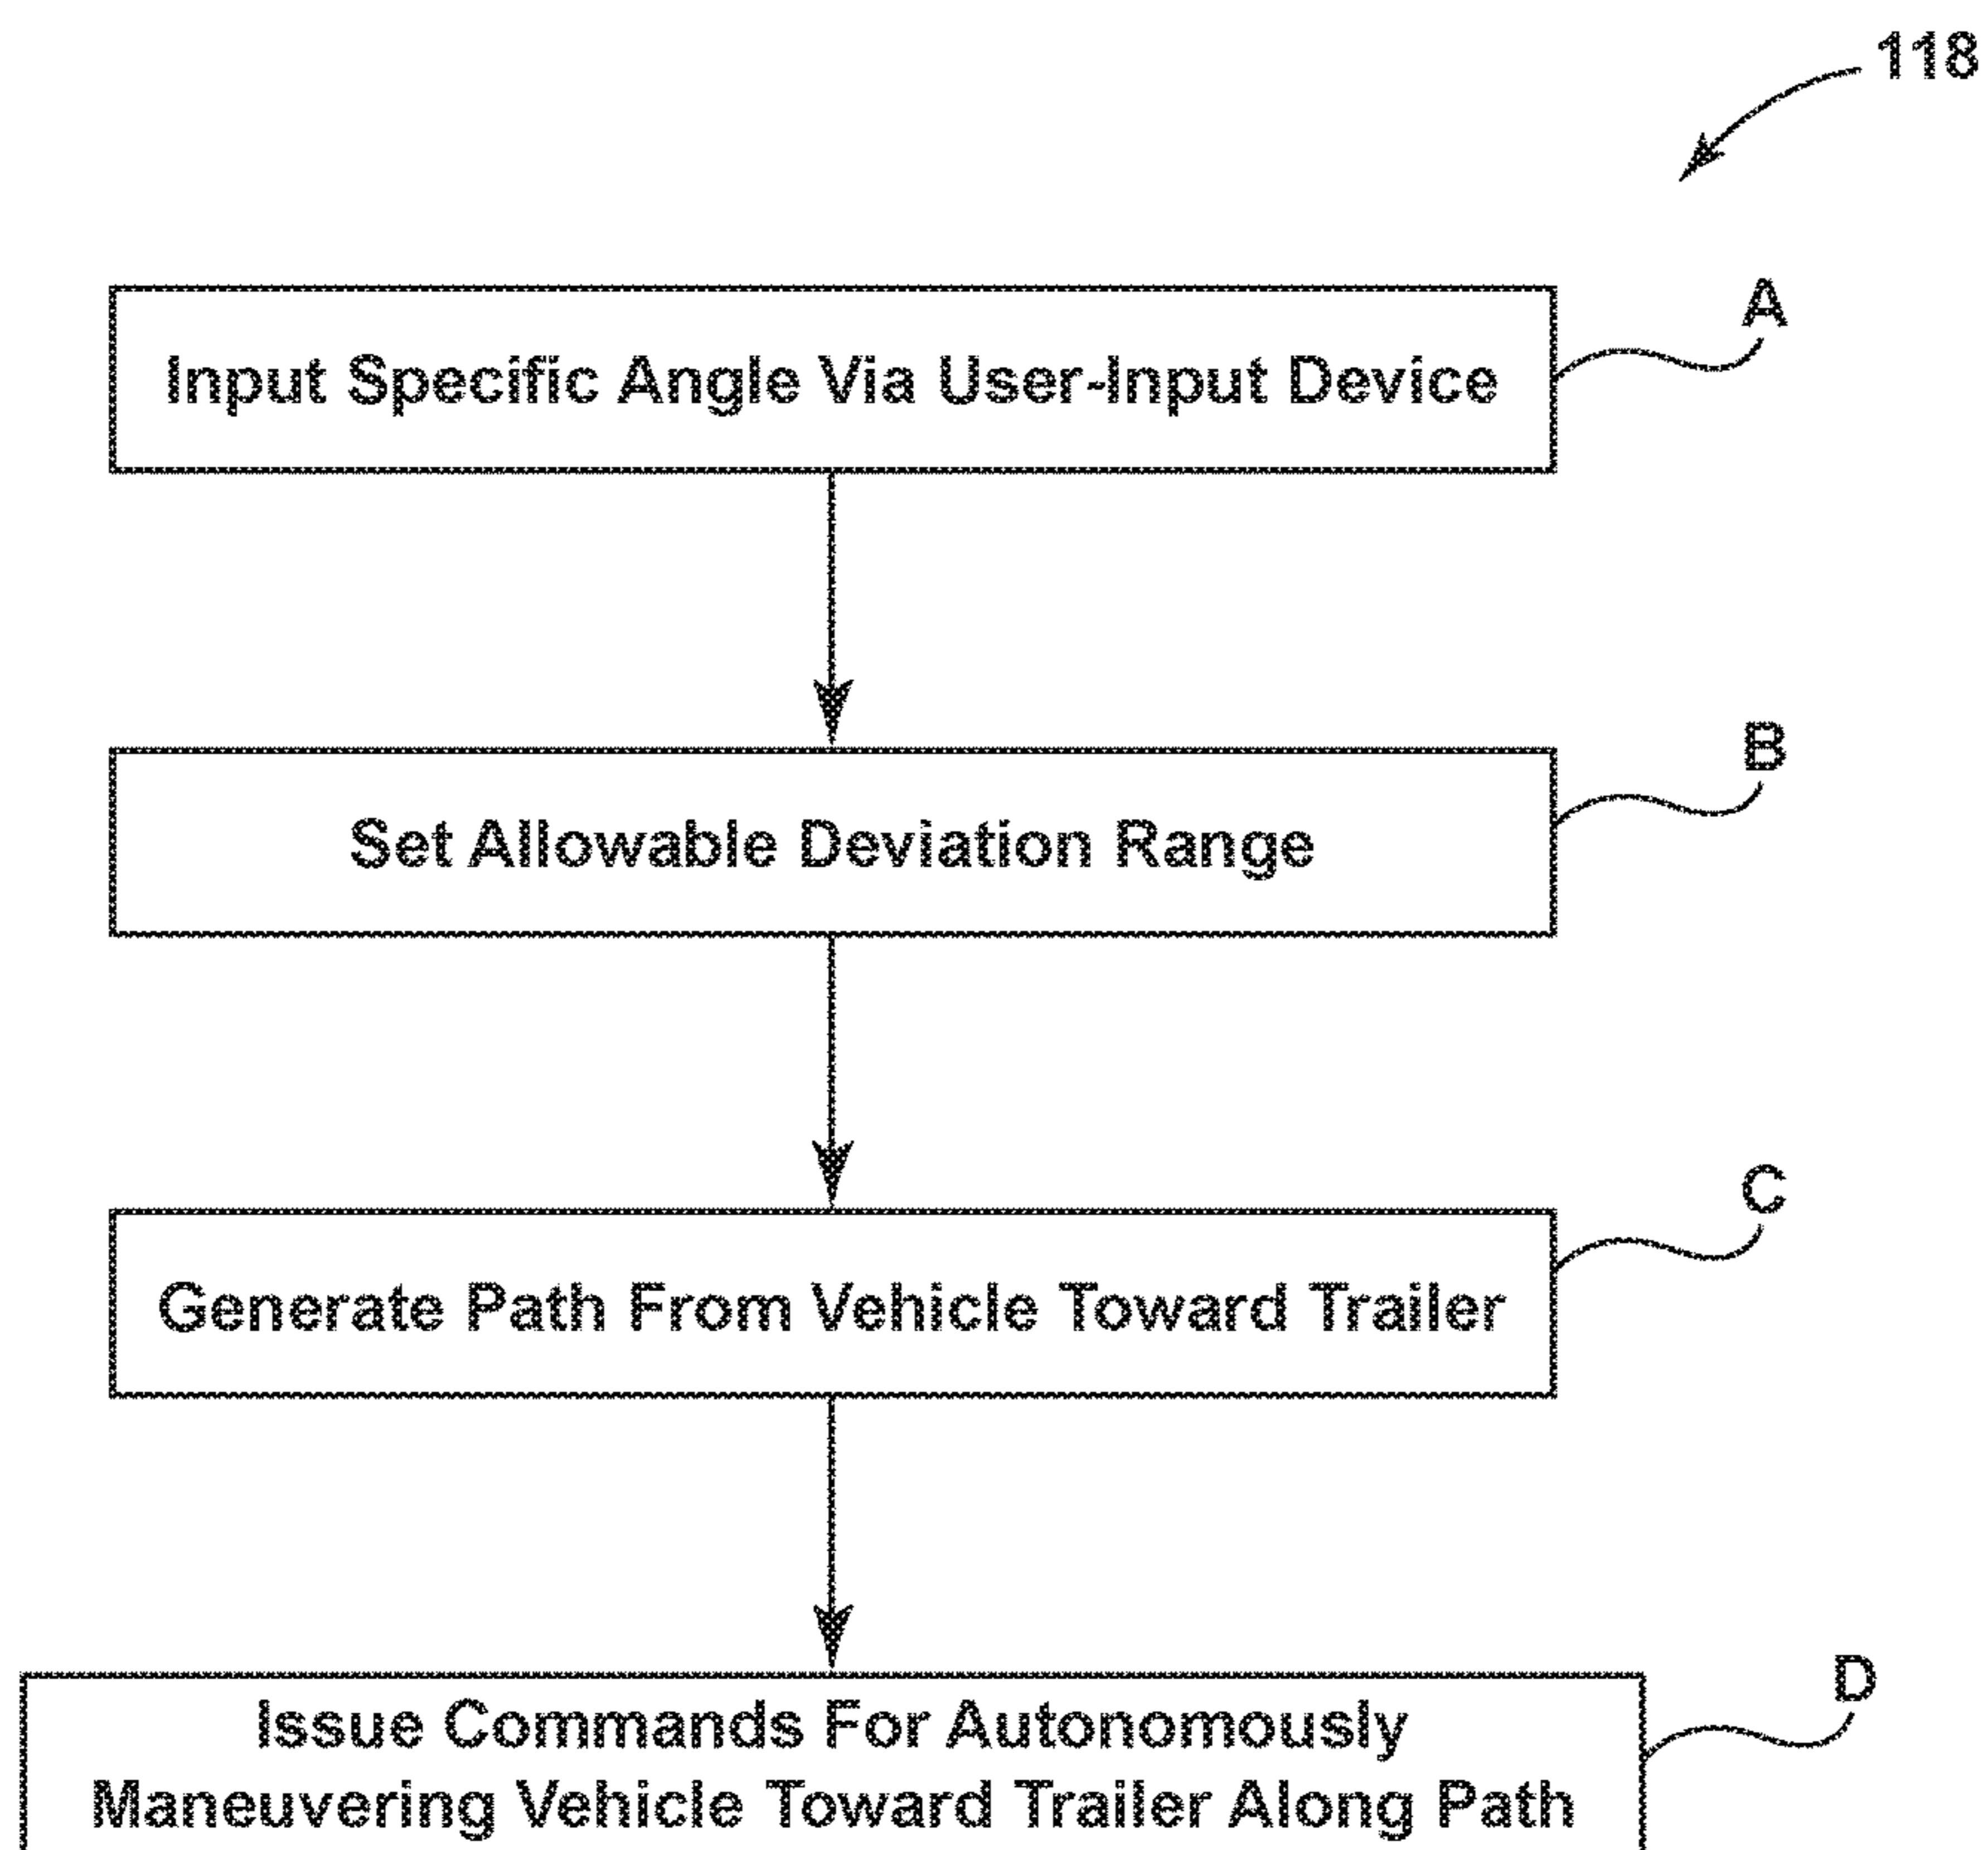 118
A
Input Specific Angle Via User-Input Device
B
Set Allowable Deviation Range
C
Generate Path From Vehicle Toward Trailer
D
Issue Commands For Autonomously
Maneuvering Vehicle Toward Trailer Along Path